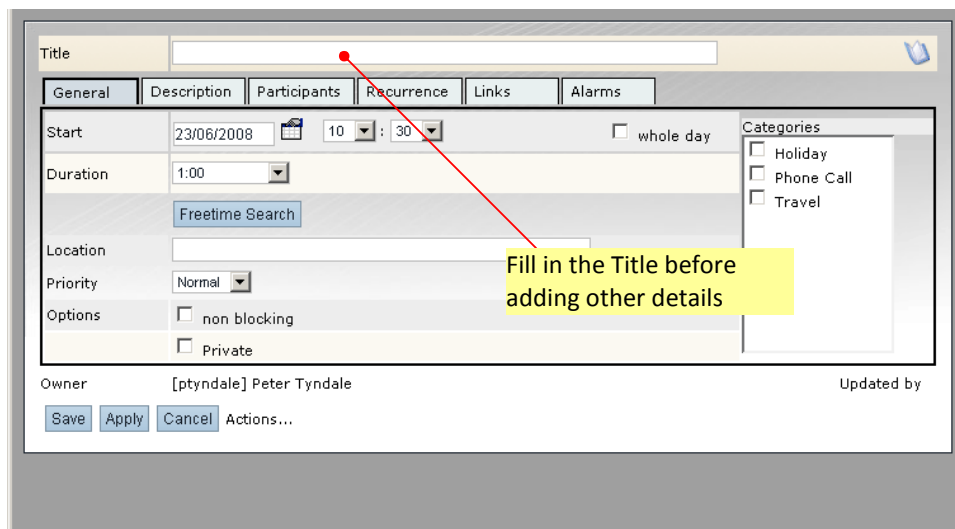 Title
General Description Participants Recurrence Links Alarms
Start 23/06/2008 10 : 30 whole day Categories
Holiday
Duration 1:00 Phone Call
Travel
Freetime Search
Location
Fill in the Title before
adding other details
Priority Normal
Options non blocking
Private
Owner [ptyndale] Peter Tyndale Updated by
Save Apply Cancel Actions...